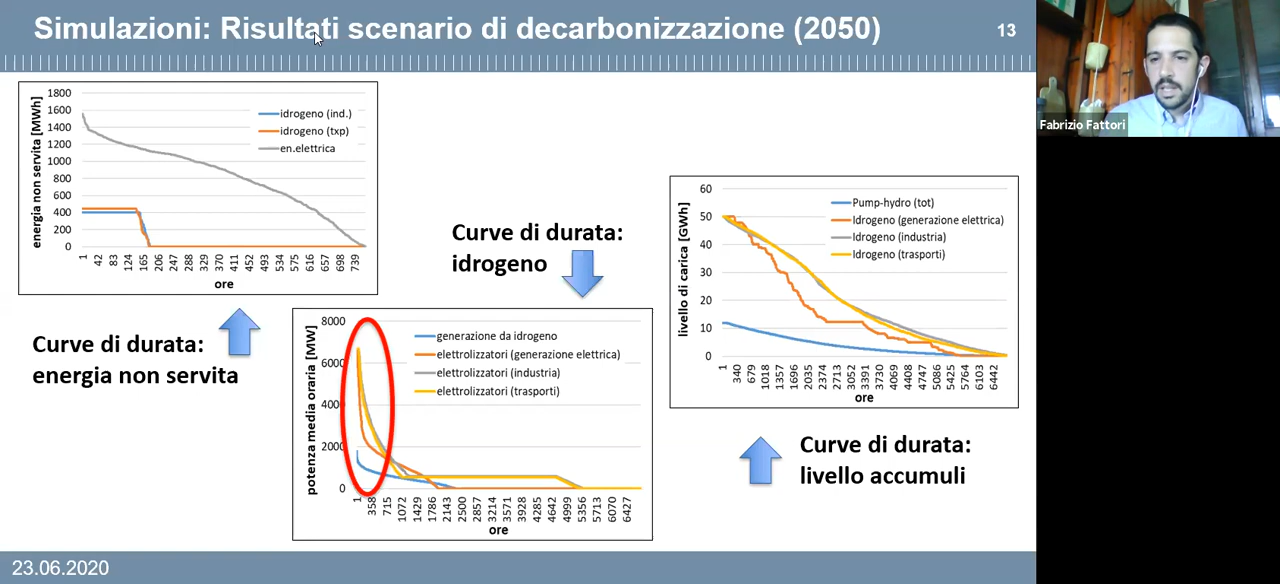 Simulazioni: Risultati scenario di decarbonizzazione (2050)
13
Fabrizio Fattori
energia non servita [MWh]
1800
1600
1400
1200
1000
800
600
400
200
0
idrogeno (ind.)
idrogeno (txp)
en.elettrica
1 42 83 124 165 206 247 288 329 370 411 452 493 534 575 616 657 698 739
ore
Curve di durata:
energia non servita
Curve di durata:
idrogeno
potenza media oraria [MW]
8000
6000
4000
2000
0
generazione da idrogeno
elettrolizzatori (generazione elettrica)
elettrolizzatori (industria)
elettrolizzatori (trasporti)
1 358 715 1072 1429 1786 2143 2500 2857 3214 3571 3928 4285 4642 4999 5356 5713 6070 6427
ore
livello di carica [GWh]
60
50
40
30
20
10
0
Pump-hydro (tot)
Idrogeno (generazione elettrica)
Idrogeno (industria)
Idrogeno (trasporti)
1 340 679 1018 1357 1696 2035 2374 2713 3052 3391 3730 4069 4408 4747 5086 5425 5764 6103 6442
ore
Curve di durata:
livello accumuli
23.06.2020